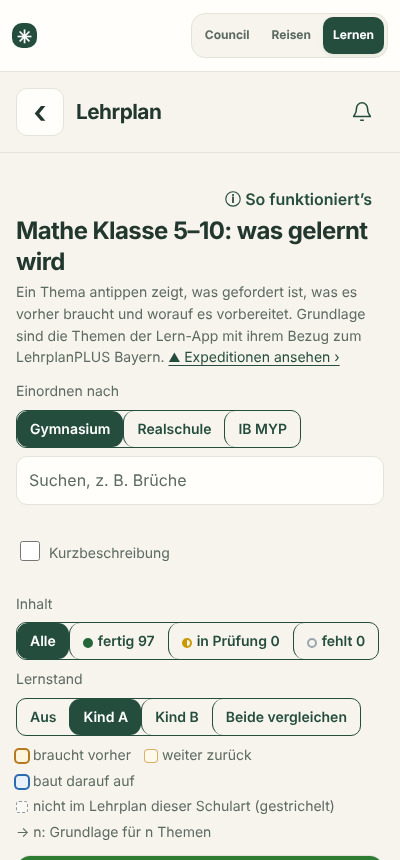 Council Reisen Lernen
‹ Lehrplan
ⓘ So funktioniert’s
Mathe Klasse 5–10: was gelernt
wird
Ein Thema antippen zeigt, was gefordert ist, was es
vorher braucht und worauf es vorbereitet. Grundlage
sind die Themen der Lern-App mit ihrem Bezug zum
LehrplanPLUS Bayern. ▲ Expeditionen ansehen ›
Einordnen nach
Gymnasium Realschule IB MYP
Suchen, z. B. Brüche
Kurzbeschreibung
Inhalt
Alle fertig 97 in Prüfung 0 fehlt 0
Lernstand
Aus Kind A Kind B Beide vergleichen
braucht vorher weiter zurück
baut darauf auf
nicht im Lehrplan dieser Schulart (gestrichelt)
→ n: Grundlage für n Themen